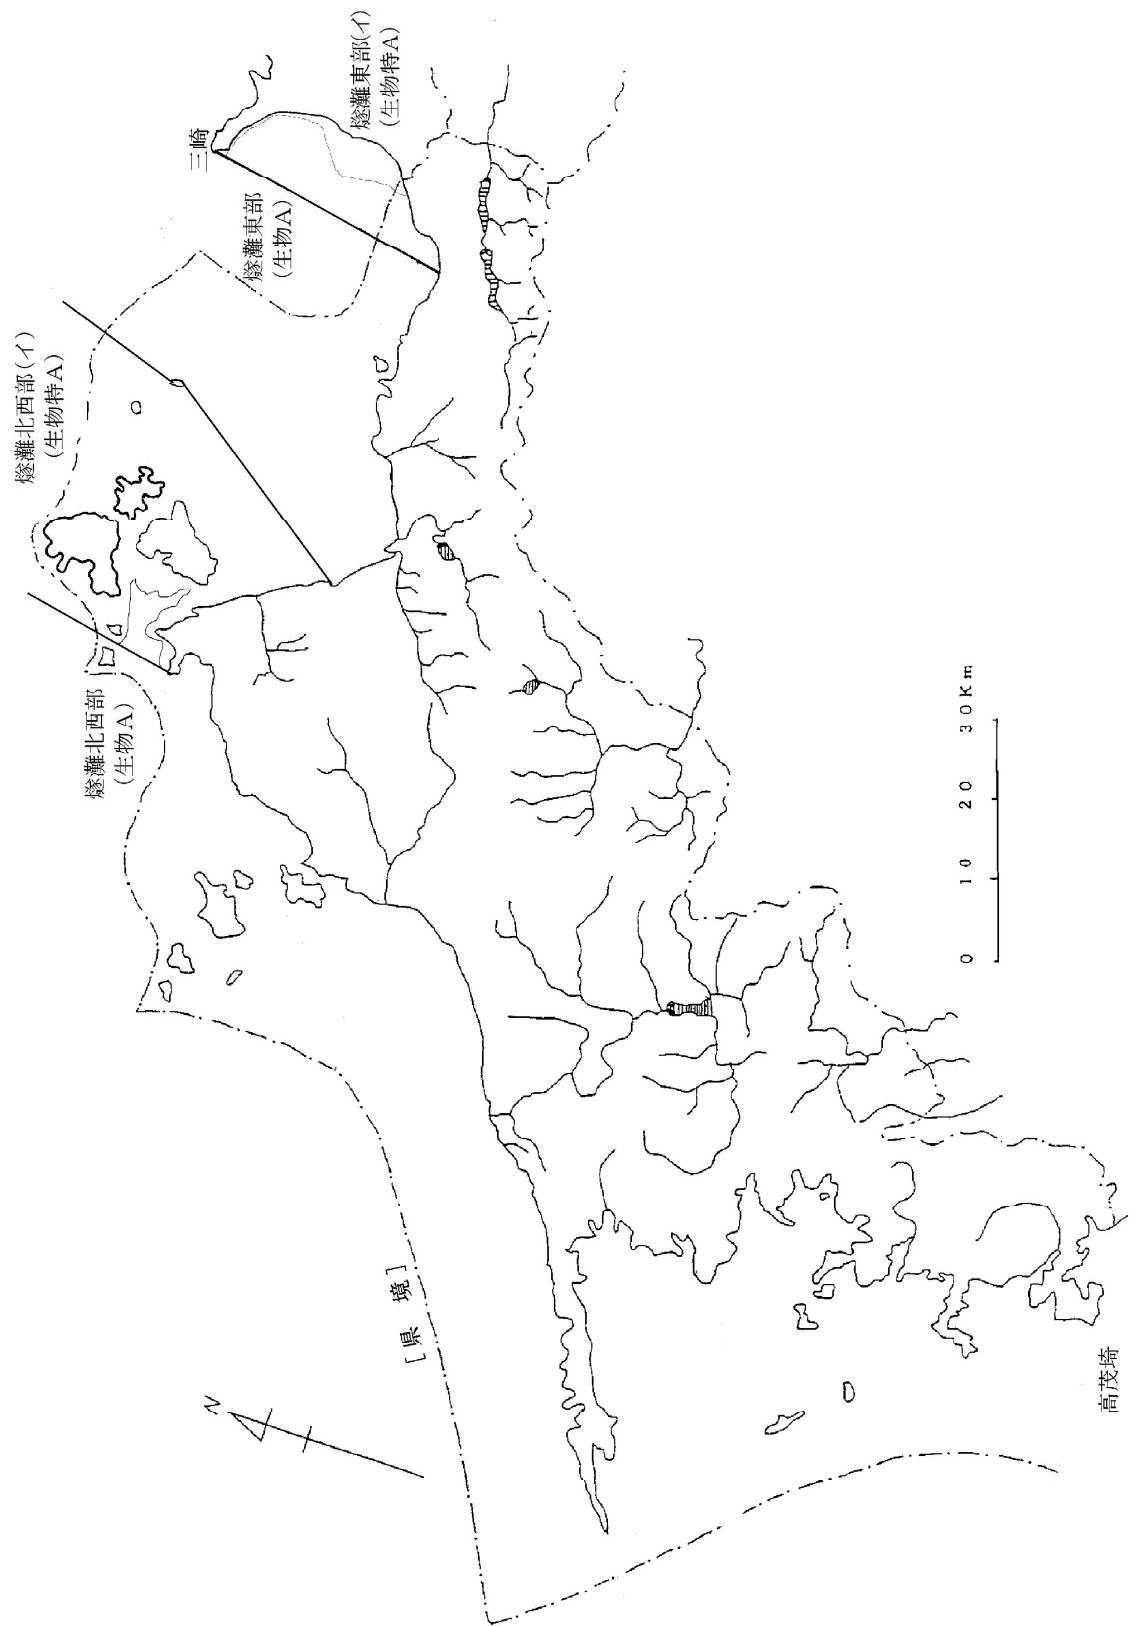 燧灘北西部(イ)
(生物特A)
燧灘北西部
(生物A)
三崎
燧灘東部
(生物A)
燧灘東部(イ)
(生物特A)
[県 境]
N
0 10 20 30Km
高茂埼